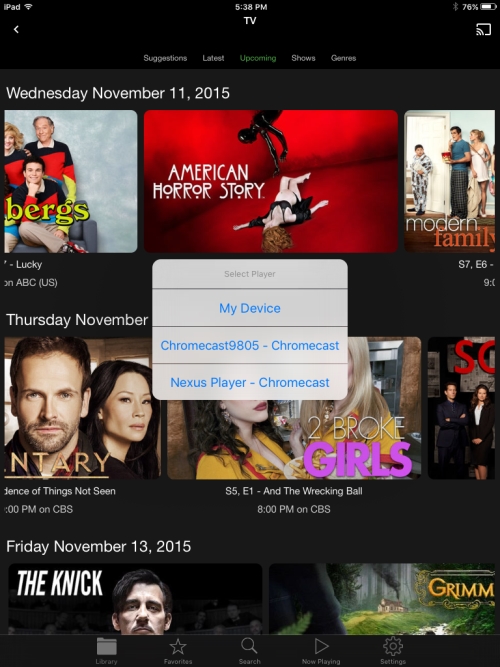 iPad
5:38 PM
76%
TV
Suggestions Latest Upcoming Shows Genres
Wednesday November 11, 2015
bergs
AMERICAN
HORROR STORY
modern
family
- Lucky
on ABC (US)
S7, E6 -
9:0
Select Player
My Device
Chromecast9805 - Chromecast
Nexus Player - Chromecast
Thursday November
NTARY
2 BROKE
GIRLS
SC
dence of Things Not Seen
:00 PM on CBS
S5, E1 - And The Wrecking Ball
8:00 PM on CBS
Friday November 13, 2015
THE KNICK
GRIMM
Library Favorites Search Now Playing Settings